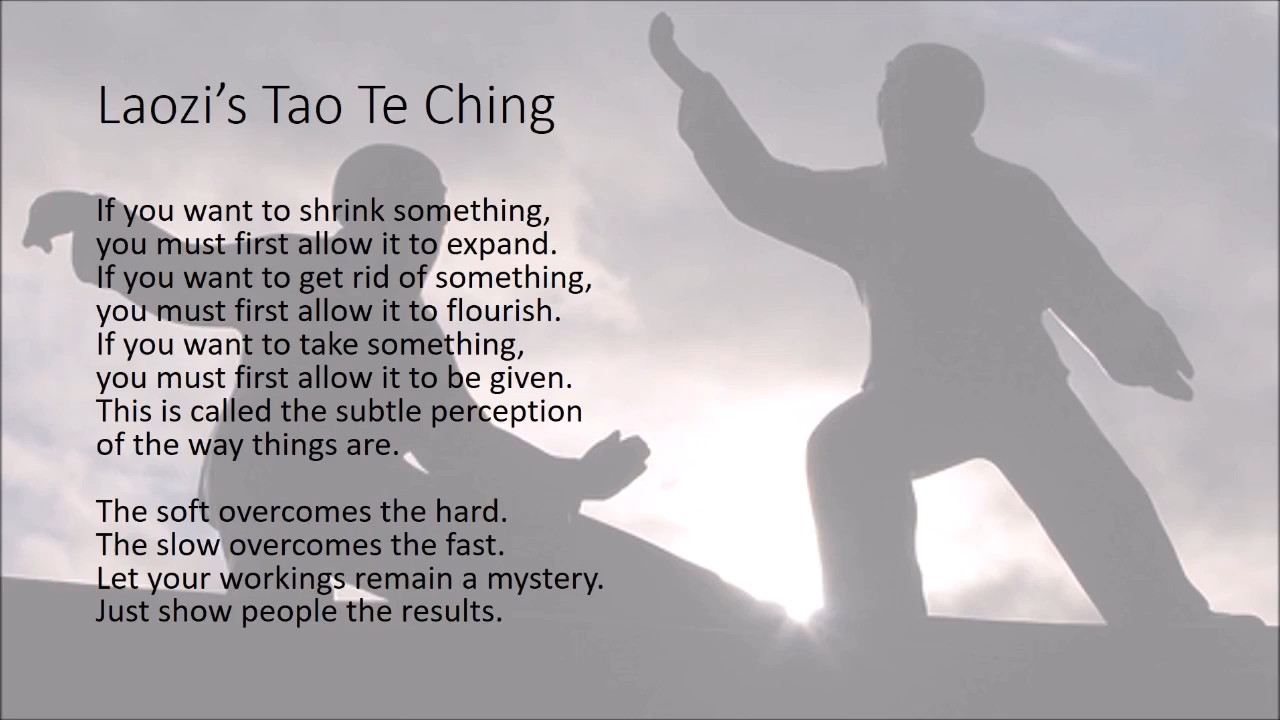 Laozi’s Tao Te Ching
If you want to shrink something,
you must first allow it to expand.
If you want to get rid of something,
you must first allow it to flourish.
If you want to take something,
you must first allow it to be given.
This is called the subtle perception
of the way things are.
The soft overcomes the hard.
The slow overcomes the fast.
Let your workings remain a mystery.
Just show people the results.